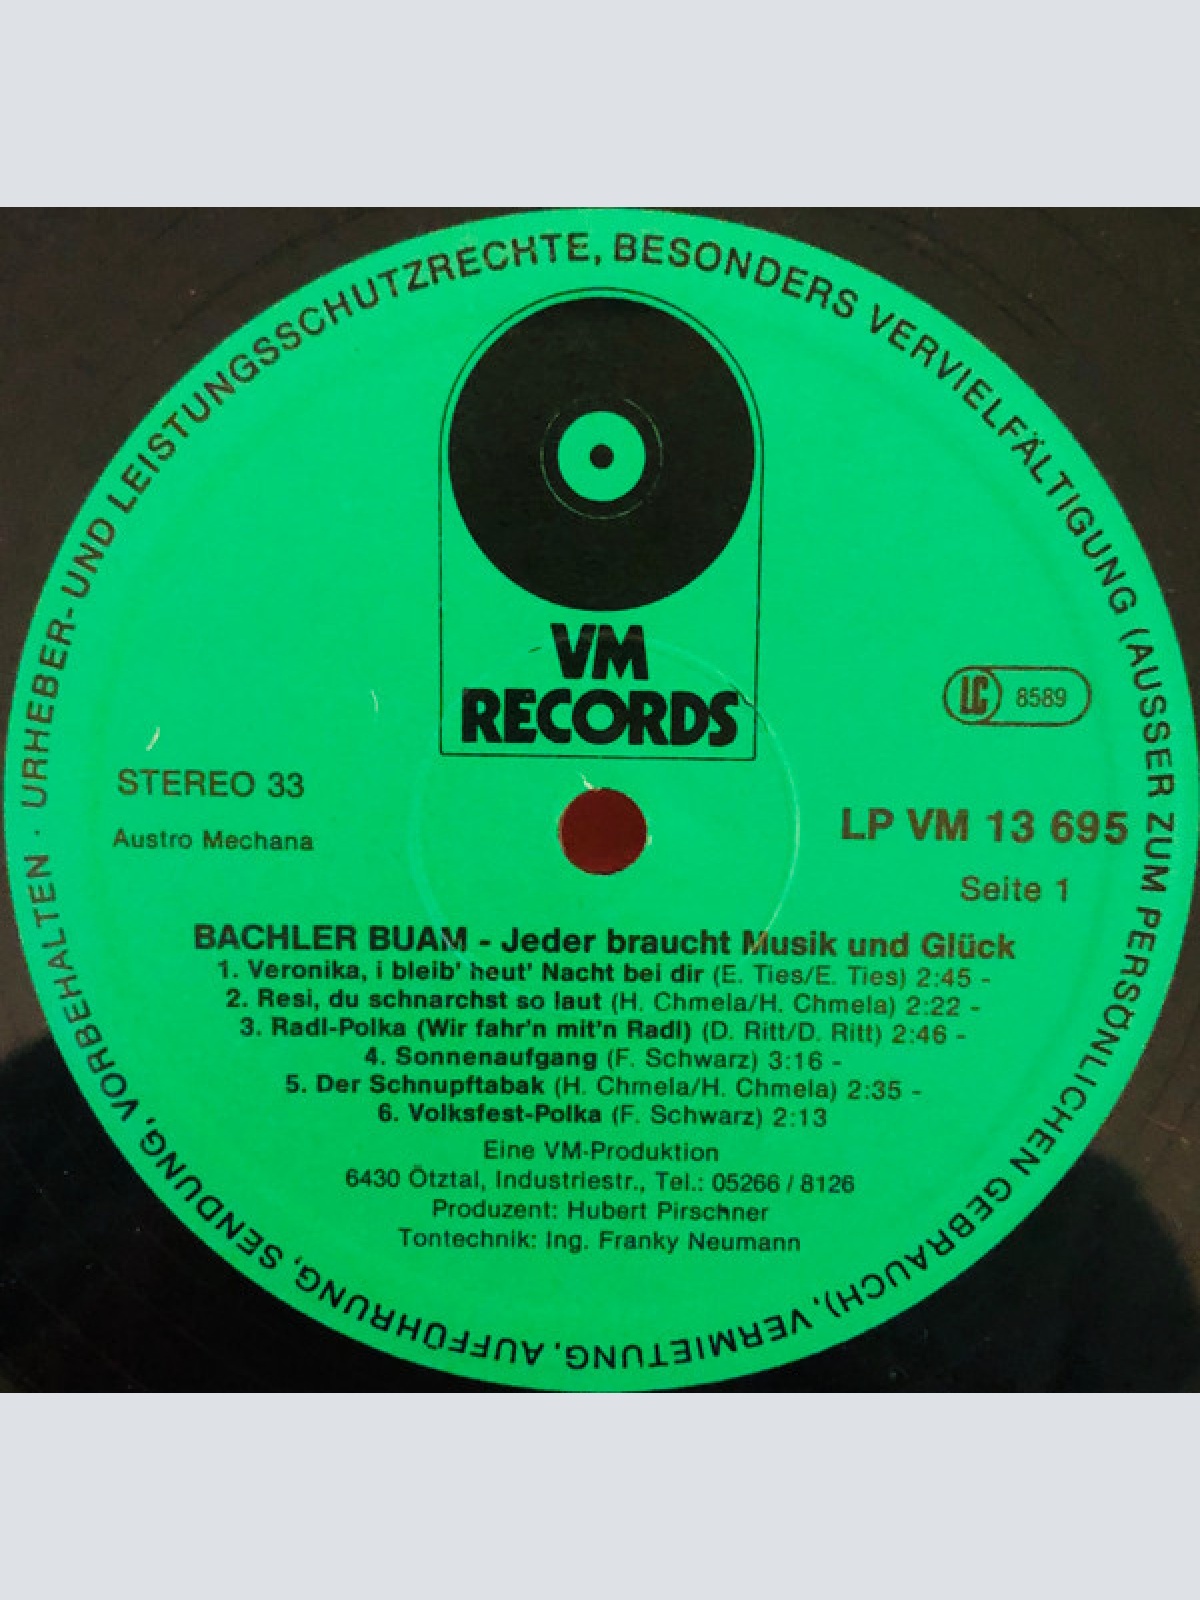 URHEBER- UND LEISTUNGSSCHUTZRECHTE, BESONDERS VERVIELFÄLTIGUNG (AUSSER ZUM PERSÖNLICHEN GEBRAUCH), VERMIETUNG, AUFFÜHRUNG, SENDUNG, VORBEHALTEN ·
VM
RECORDS
LC 8589
STEREO 33
Austro Mechana
LP VM 13 695
Seite 1
BACHLER BUAM - Jeder braucht Musik und Glück
1. Veronika, i bleib' heut' Nacht bei dir (E. Ties/E. Ties) 2:45 -
2. Resi, du schnarchst so laut (H. Chmela/H. Chmela) 2:22 -
3. Radl-Polka (Wir fahr'n mit'n Radl) (D. Ritt/D. Ritt) 2:46 -
4. Sonnenaufgang (F. Schwarz) 3:16 -
5. Der Schnupftabak (H. Chmela/H. Chmela) 2:35 -
6. Volksfest-Polka (F. Schwarz) 2:13
Eine VM-Produktion
6430 Ötztal, Industriestr., Tel.: 05266 / 8126
Produzent: Hubert Pirschner
Tontechnik: Ing. Franky Neumann